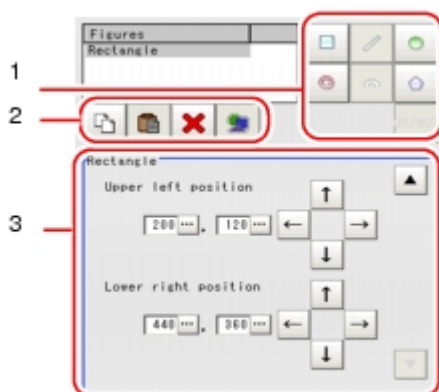 1
Figures
Rectangle
2
3
Rectangle
Upper left position
200 ... , 120 ...
Lower right position
440 ... , 360 ...